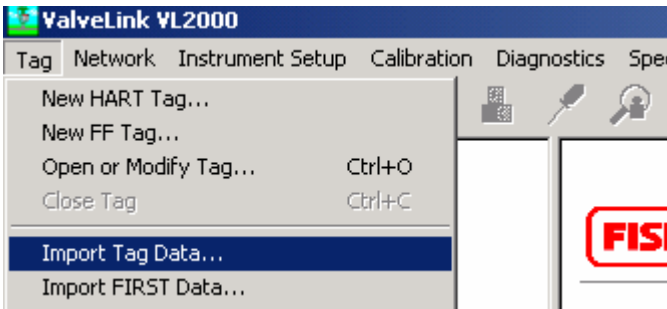 ValveLink VL2000
Tag Network Instrument Setup Calibration Diagnostics
New HART Tag...
New FF Tag...
Open or Modify Tag... Ctrl+O
Close Tag Ctrl+C
Import Tag Data...
Import FIRST Data...